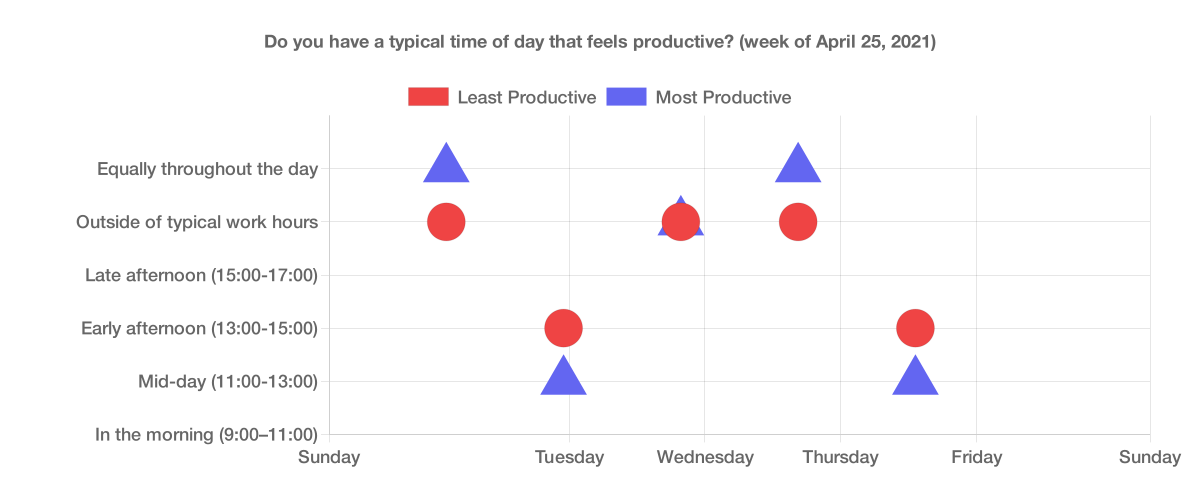 Do you have a typical time of day that feels productive? (week of April 25, 2021)
Least Productive Most Productive
Equally throughout the day
Outside of typical work hours
Late afternoon (15:00-17:00)
Early afternoon (13:00-15:00)
Mid-day (11:00-13:00)
In the morning (9:00–11:00)
Sunday Tuesday Wednesday Thursday Friday Sunday